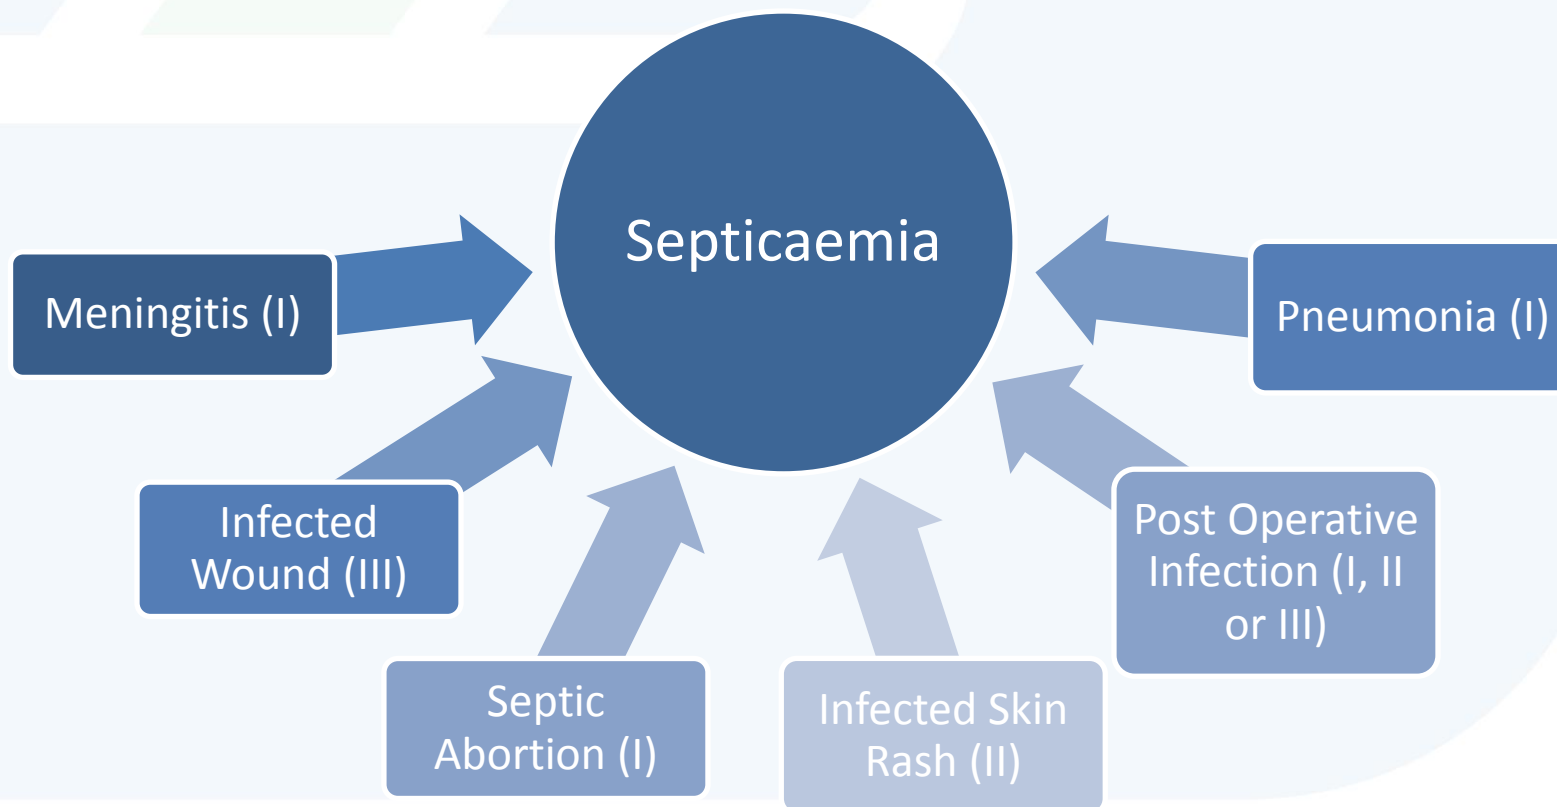 Septicaemia
Meningitis (I)
Pneumonia (I)
Infected
Wound (III)
Post Operative
Infection (I, II
or III)
Septic
Abortion (I)
Infected Skin
Rash (II)